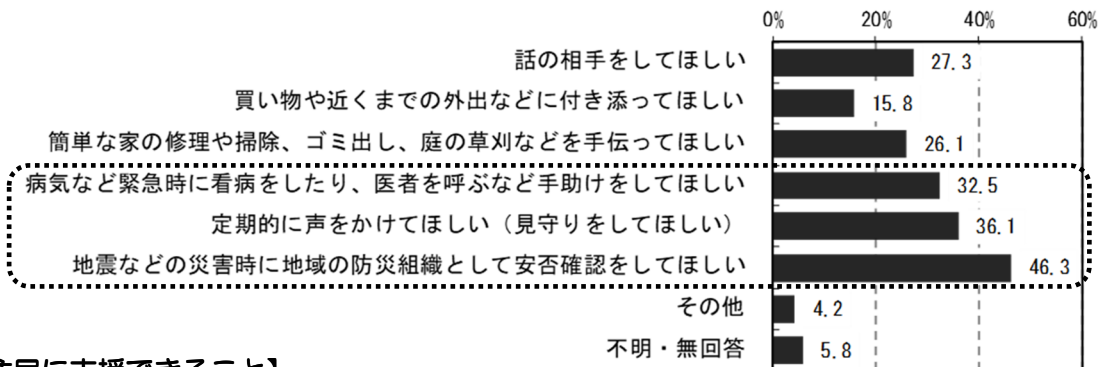 0% 20% 40% 60%
話の相手をしてほしい 27.3
買い物や近くまでの外出などに付き添ってほしい 15.8
簡単な家の修理や掃除、ゴミ出し、庭の草刈などを手伝ってほしい 26.1
病気など緊急時に看病をしたり、医者を呼ぶなど手助けをしてほしい 32.5
定期的に声をかけてほしい（見守りをしてほしい） 36.1
地震などの災害時に地域の防災組織として安否確認をしてほしい 46.3
その他 4.2
不明・無回答 5.8